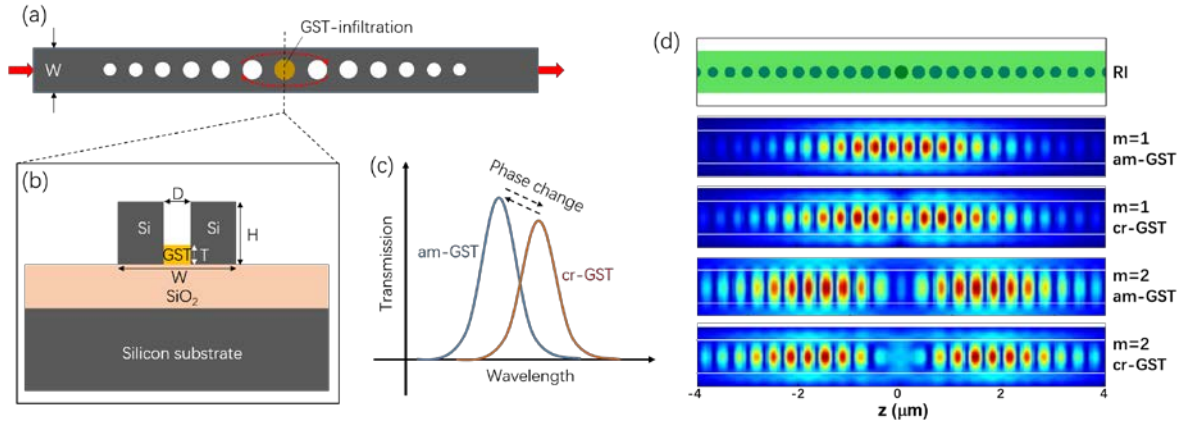 (a)
GST-infiltration
W
(b)
D
Si
Si
H
GST
T
W
SiO₂
Silicon substrate
(c)
Phase change
Transmission
am-GST
cr-GST
Wavelength
(d)
RI
m=1
am-GST
m=1
cr-GST
m=2
am-GST
m=2
cr-GST
-4
-2
0
2
4
z (μm)